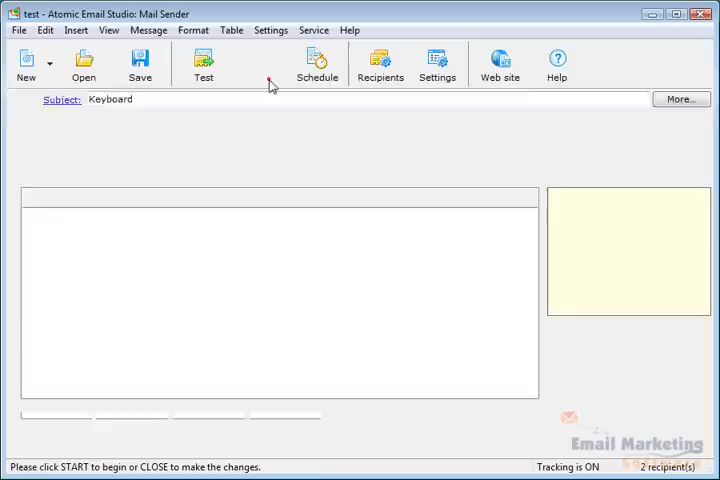 test - Atomic Email Studio: Mail Sender
File Edit Insert View Message Format Table Settings Service Help
New Open Save Test Schedule Recipients Settings Web site Help
Subject: Keyboard More...
Email Marketing
Software
Please click START to begin or CLOSE to make the changes. Tracking is ON 2 recipient(s)